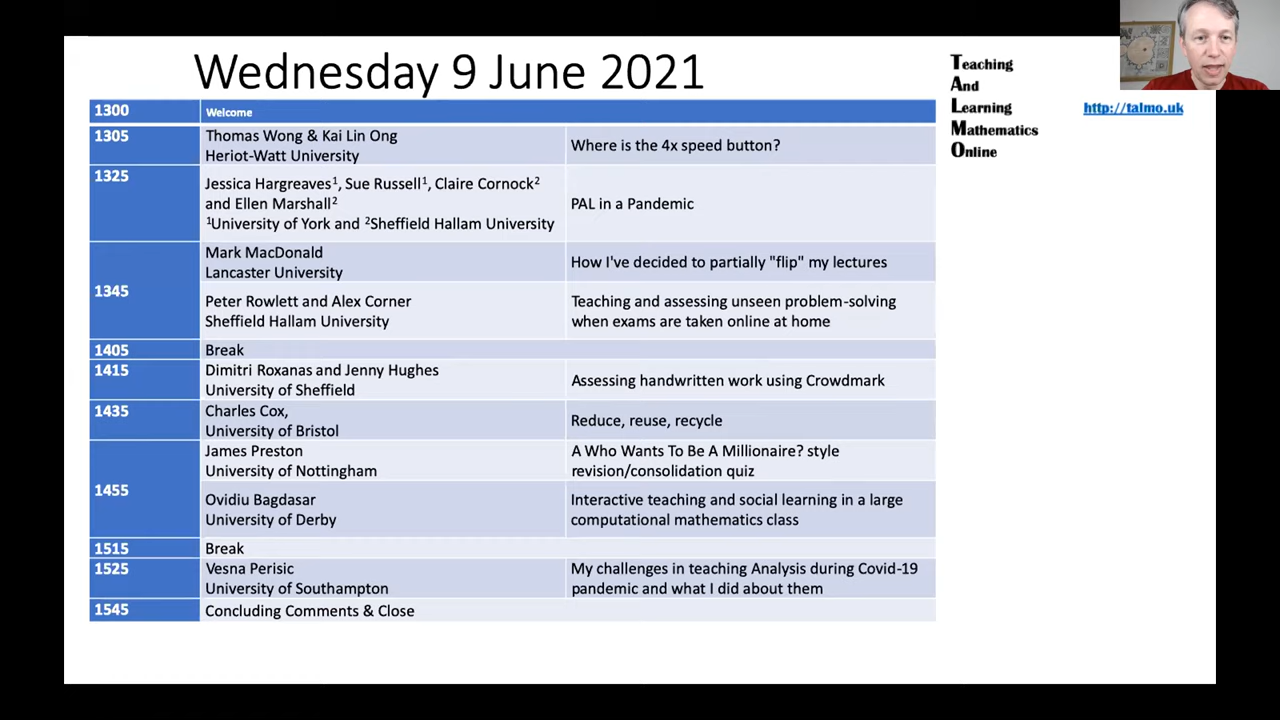 Wednesday 9 June 2021
Teaching
And
Learning
Mathematics
Online
http://talmo.uk
1300 Welcome
1305 Thomas Wong & Kai Lin Ong
Heriot-Watt University
Where is the 4x speed button?
1325 Jessica Hargreaves¹, Sue Russell¹, Claire Cornock²
and Ellen Marshall²
¹University of York and ²Sheffield Hallam University
PAL in a Pandemic
1345
Mark MacDonald
Lancaster University
How I've decided to partially "flip" my lectures
Peter Rowlett and Alex Corner
Sheffield Hallam University
Teaching and assessing unseen problem-solving
when exams are taken online at home
1405 Break
1415 Dimitri Roxanas and Jenny Hughes
University of Sheffield
Assessing handwritten work using Crowdmark
1435 Charles Cox,
University of Bristol
Reduce, reuse, recycle
1455
James Preston
University of Nottingham
A Who Wants To Be A Millionaire? style
revision/consolidation quiz
Ovidiu Bagdasar
University of Derby
Interactive teaching and social learning in a large
computational mathematics class
1515 Break
1525 Vesna Perisic
University of Southampton
My challenges in teaching Analysis during Covid-19
pandemic and what I did about them
1545 Concluding Comments & Close